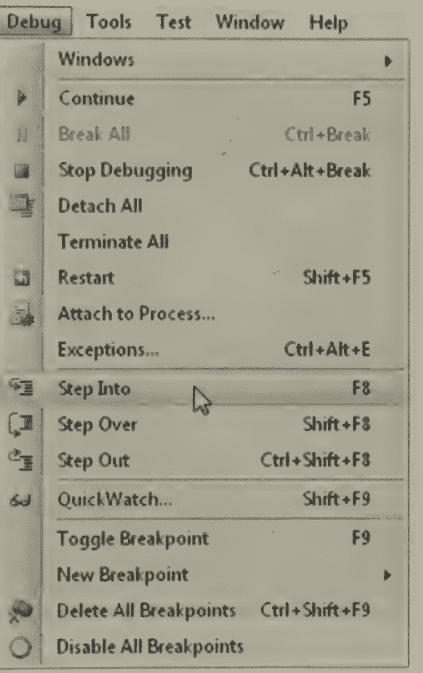 Debug Tools Test Window Help
Windows
Continue F5
Break All Ctrl+Break
Stop Debugging Ctrl+Alt+Break
Detach All
Terminate All
Restart Shift+F5
Attach to Process...
Exceptions... Ctrl+Alt+E
Step Into F8
Step Over Shift+F8
Step Out Ctrl+Shift+F8
QuickWatch... Shift+F9
Toggle Breakpoint F9
New Breakpoint
Delete All Breakpoints Ctrl+Shift+F9
Disable All Breakpoints